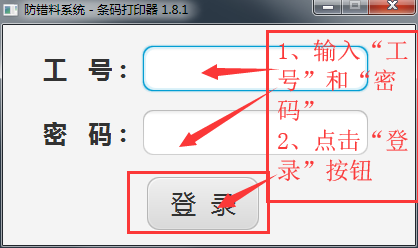 防错料系统 - 条码打印器 1.8.1
工 号：
密 码：
登 录
1、输入“工
号”和“密
码”
2、点击“登
录”按钮